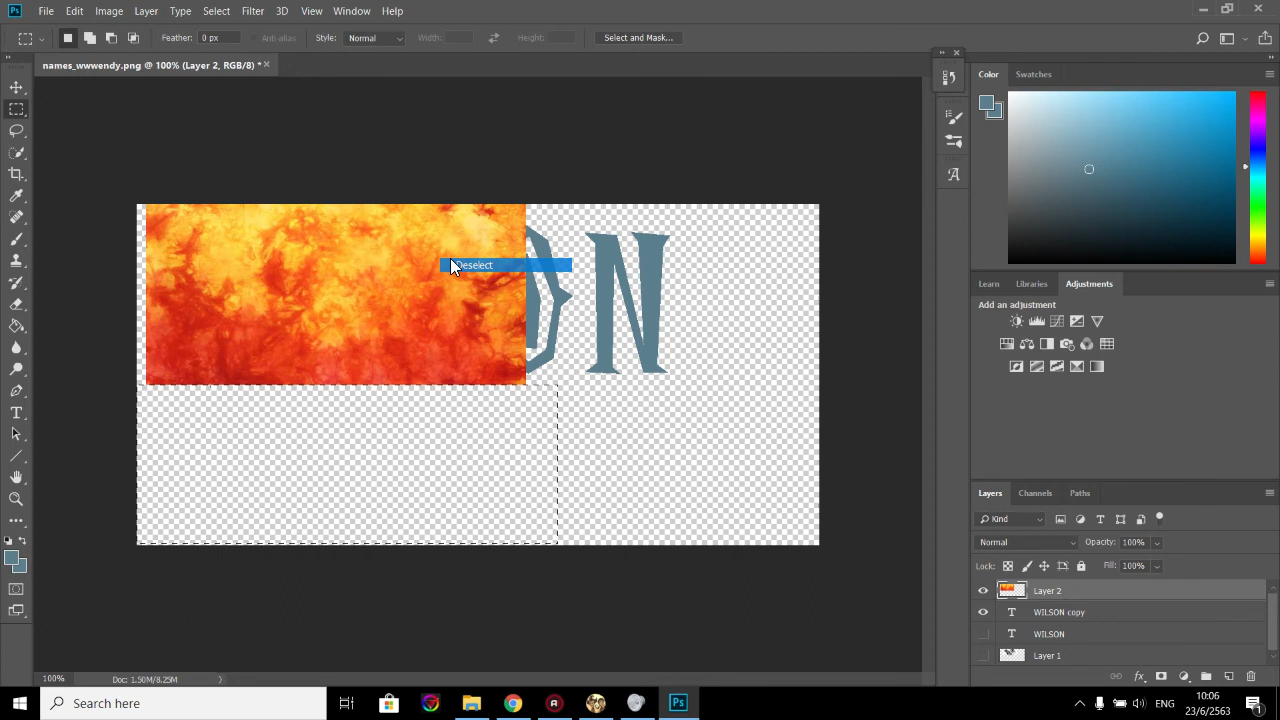 Ps File Edit Image Layer Type Select Filter 3D View Window Help
Feather: 0 px Anti-alias Style: Normal Width: Height: Select and Mask...
names_wwwendy.png @ 100% (Layer 2, RGB/8) *
Color Swatches
Deselect
ON
Learn Libraries Adjustments
Add an adjustment
Layers Channels Paths
Kind
Normal Opacity: 100%
Lock: Fill: 100%
Layer 2
WILSON copy
WILSON
Layer 1
100% Doc: 1.50M/8.25M
Search here
Ps
ENG
10:06
23/6/2563
1